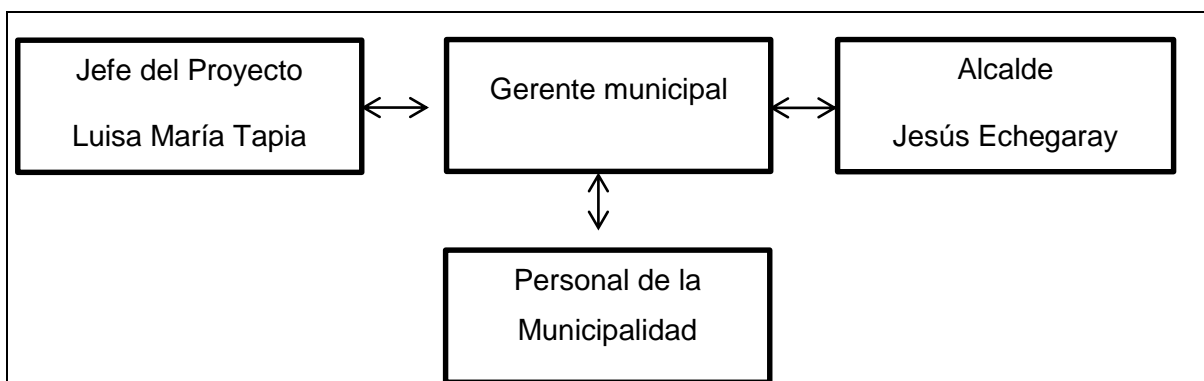 Jefe del Proyecto
Luisa María Tapia
Gerente municipal
Alcalde
Jesús Echegaray
Personal de la
Municipalidad